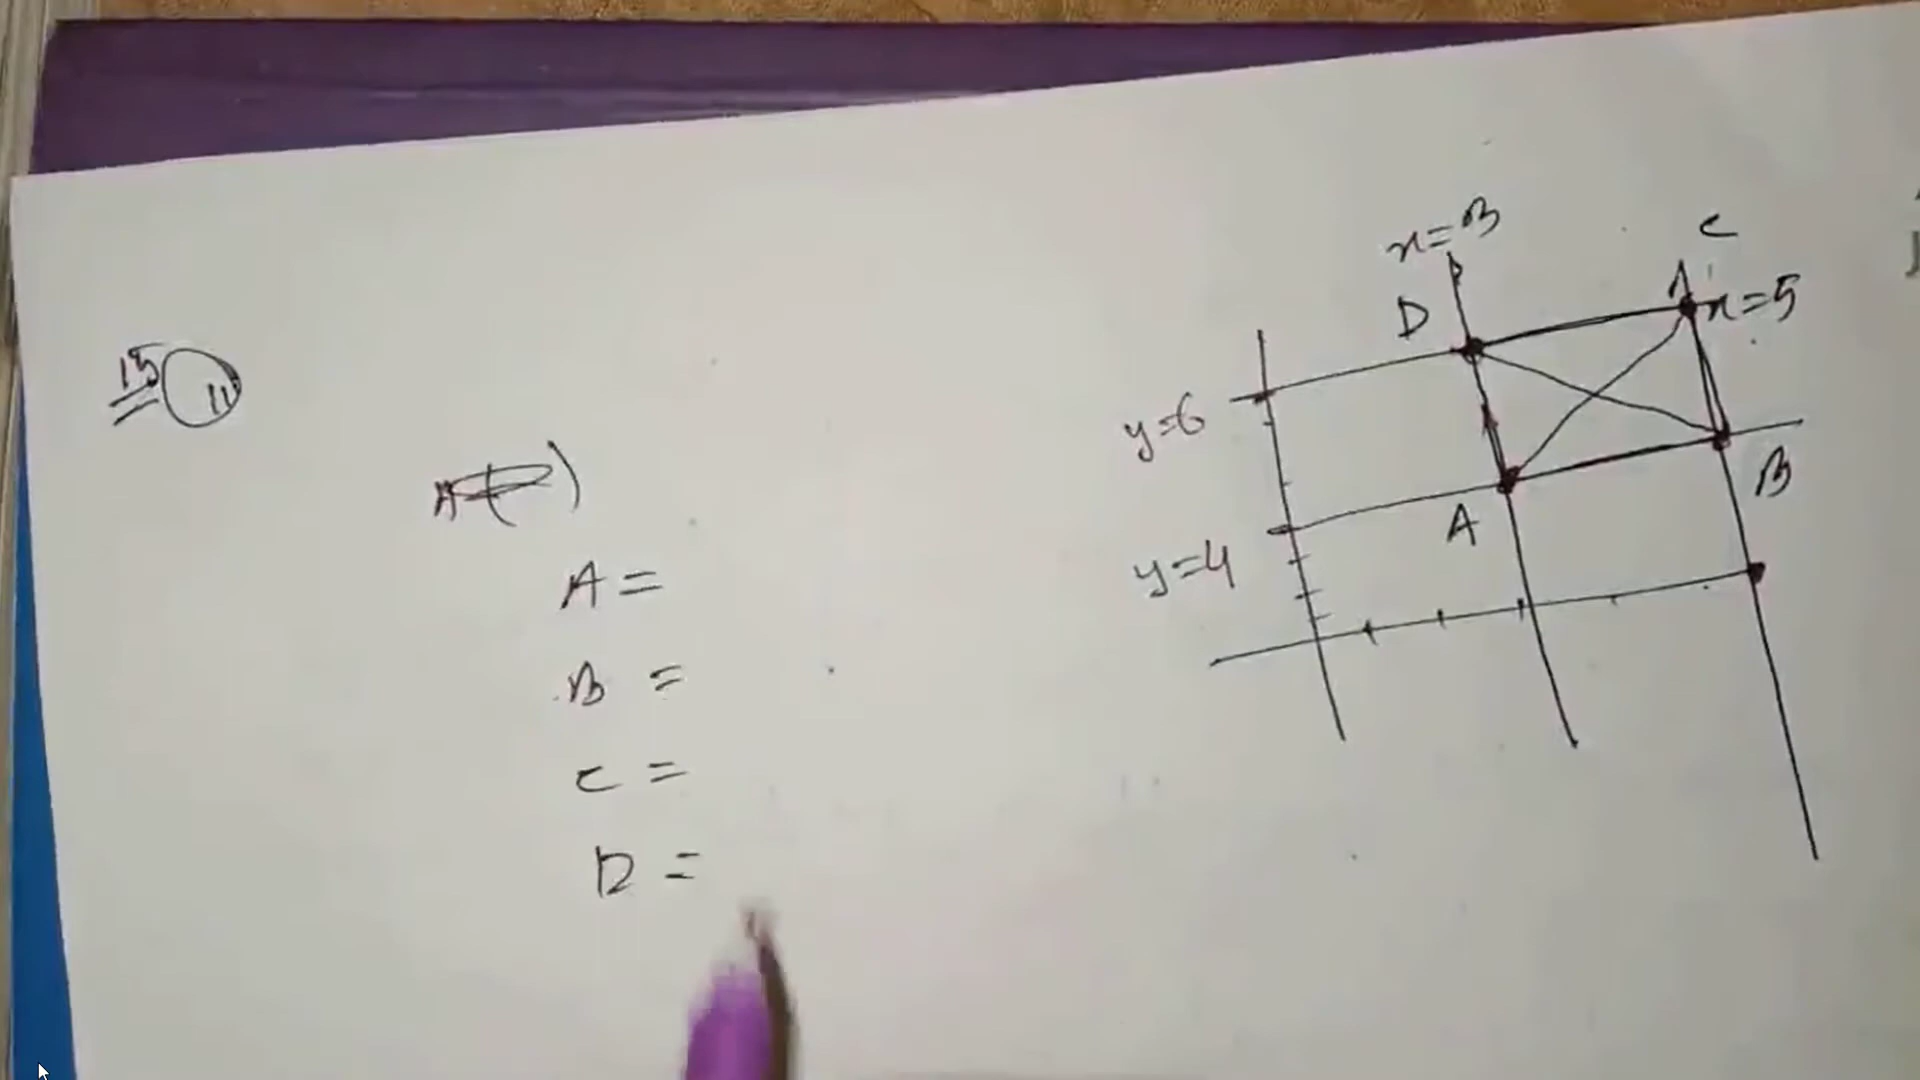 15 11
A=
B =
C =
D =
x=3
C
D
x=5
y=6
B
A
y=4